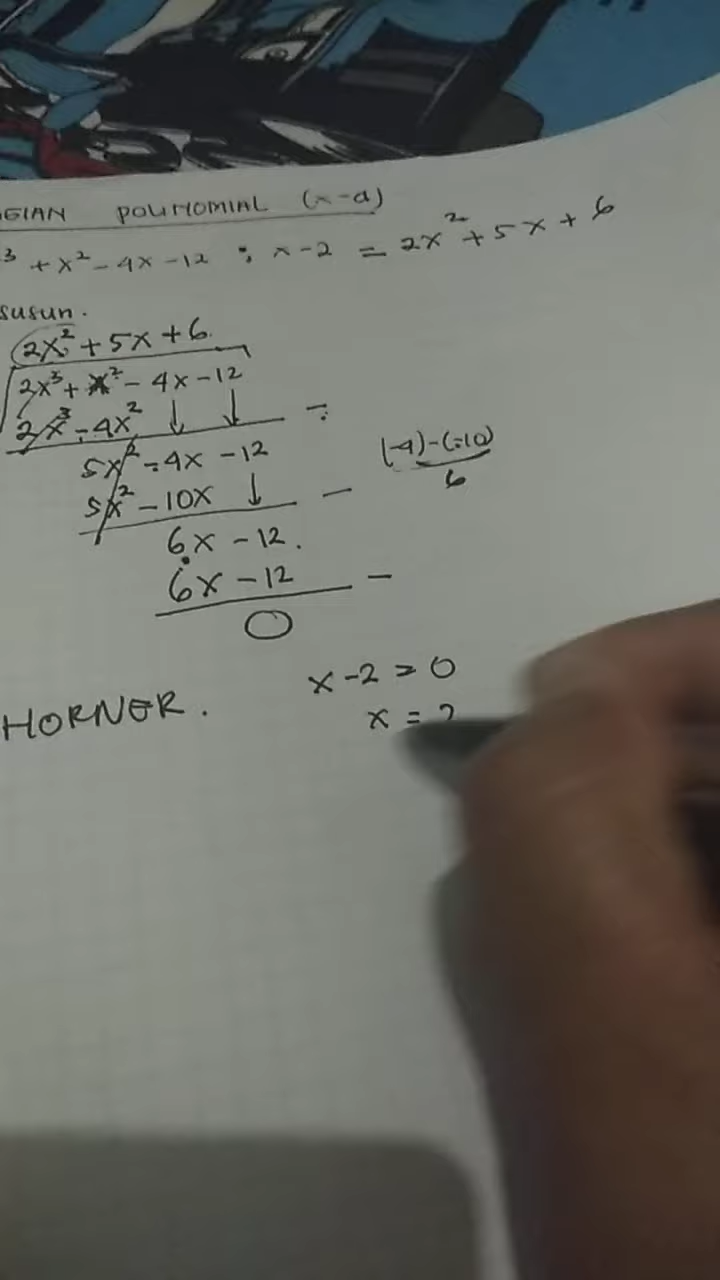 GIAN POLINOMIAL (x-a)
³ + x² - 4x - 12 : x - 2 = 2x² + 5x + 6
susun.
2x² + 5x + 6
2x³ + x² - 4x - 12
2x³ - 4x² -
5x² - 4x - 12
(-4) - (-10)
5x² - 10x -
6
6x - 12.
6x - 12 -
0
x - 2 = 0
HORNER.
x = 2